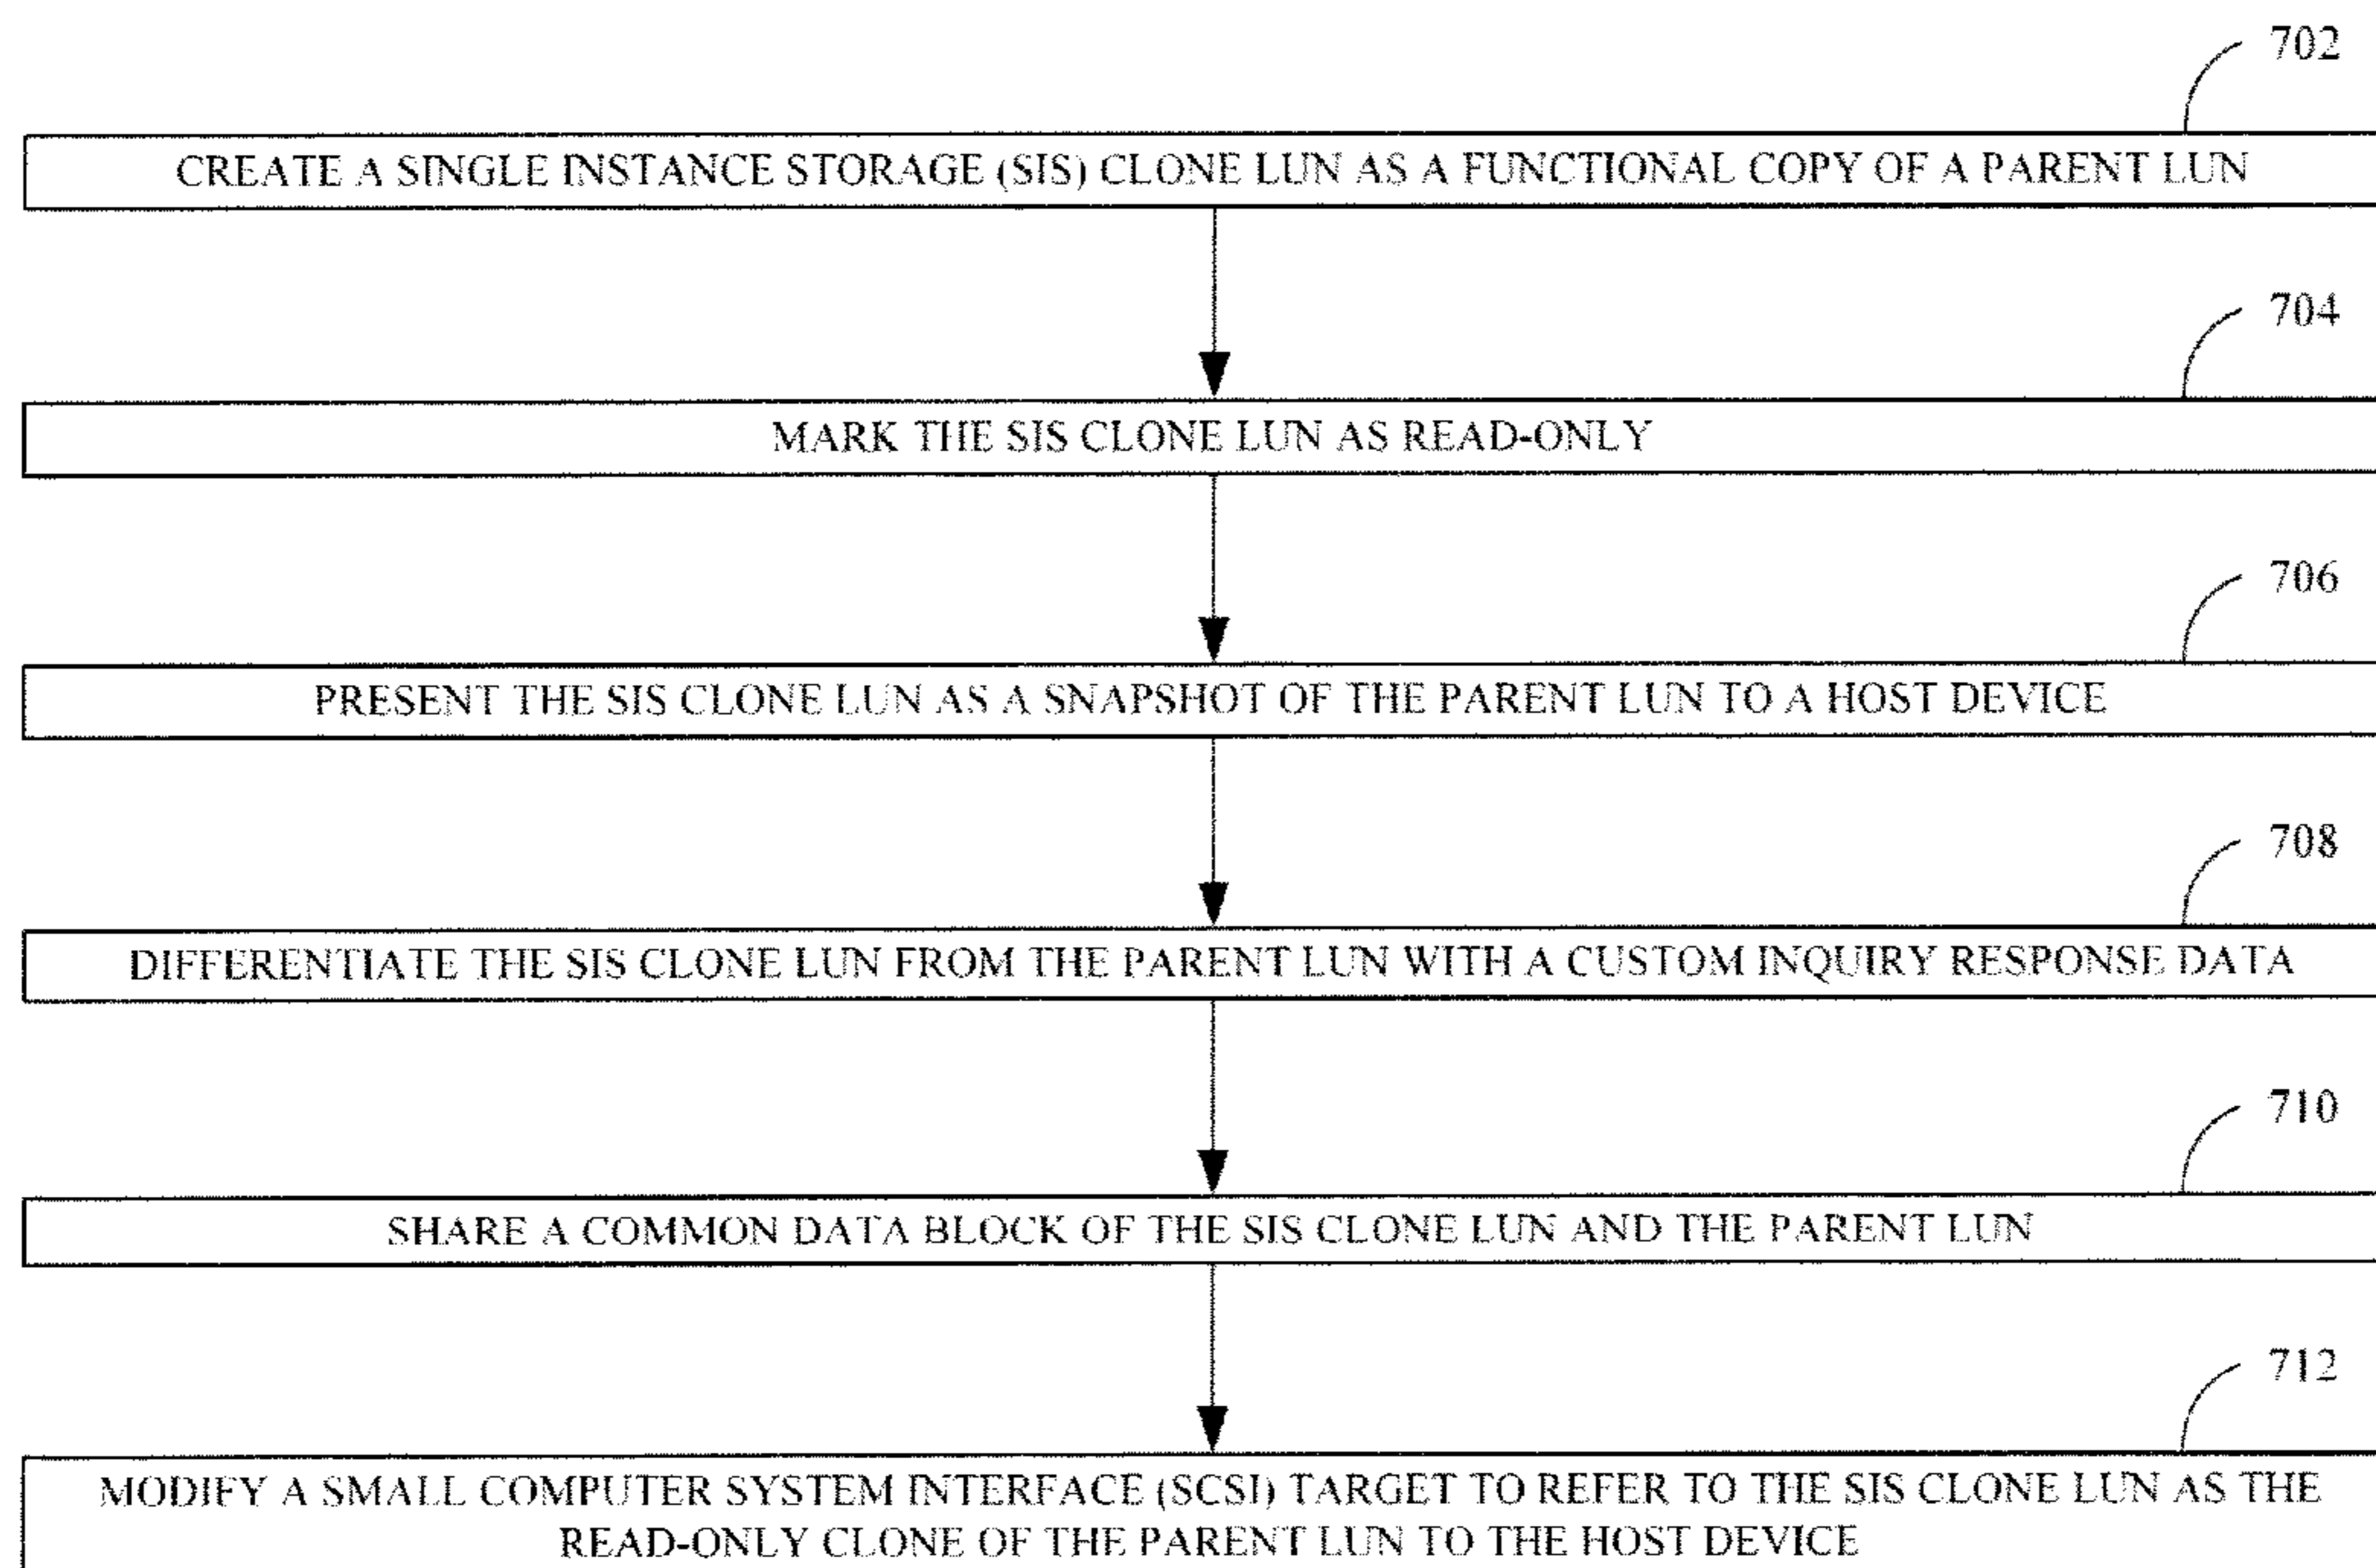 702
CREATE A SINGLE INSTANCE STORAGE (SIS) CLONE LUN AS A FUNCTIONAL COPY OF A PARENT LUN
704
MARK THE SIS CLONE LUN AS READ-ONLY
706
PRESENT THE SIS CLONE LUN AS A SNAPSHOT OF THE PARENT LUN TO A HOST DEVICE
708
DIFFERENTIATE THE SIS CLONE LUN FROM THE PARENT LUN WITH A CUSTOM INQUIRY RESPONSE DATA
710
SHARE A COMMON DATA BLOCK OF THE SIS CLONE LUN AND THE PARENT LUN
712
MODIFY A SMALL COMPUTER SYSTEM INTERFACE (SCSI) TARGET TO REFER TO THE SIS CLONE LUN AS THE
READ-ONLY CLONE OF THE PARENT LUN TO THE HOST DEVICE